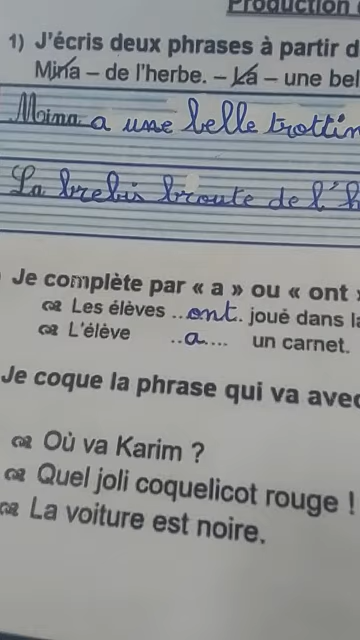 Production
1) J'écris deux phrases à partir d
Mina – de l'herbe. – La – une bel
Mina a une belle trottin
La brebis broute de l'h
Je complète par « a » ou « ont »
Les élèves ..ont. joué dans la
L'élève ..a.... un carnet.
Je coque la phrase qui va avec
Où va Karim ?
Quel joli coquelicot rouge !
La voiture est noire.